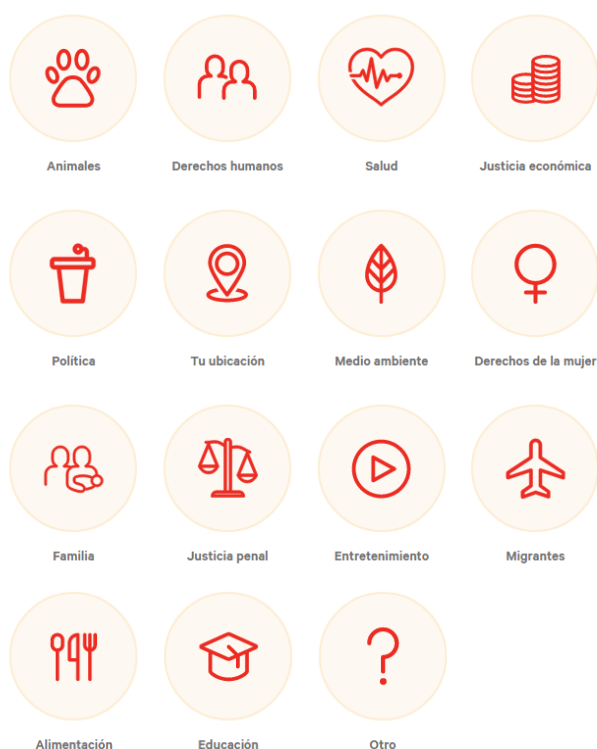 Animales
Derechos humanos
Salud
Justicia económica
Política
Tu ubicación
Medio ambiente
Derechos de la mujer
Familia
Justicia penal
Entretenimiento
Migrantes
Alimentación
Educación
Otro